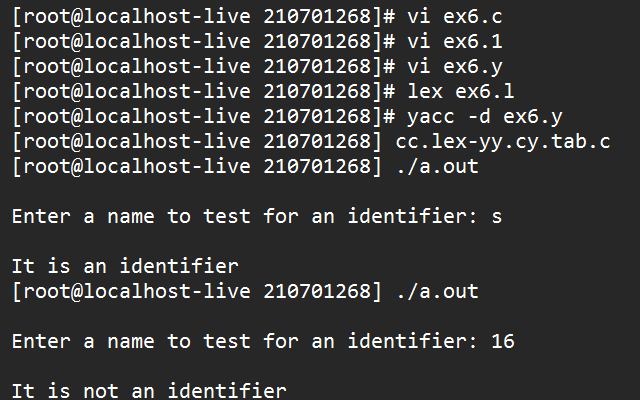 [root@localhost-live 210701268]# vi ex6.c
[root@localhost-live 210701268]# vi ex6.1
[root@localhost-live 210701268]# vi ex6.y
[root@localhost-live 210701268]# lex ex6.l
[root@localhost-live 210701268]# yacc -d ex6.y
[root@localhost-live 210701268] cc.lex-yy.cy.tab.c
[root@localhost-live 210701268] ./a.out
Enter a name to test for an identifier: s
It is an identifier
[root@localhost-live 210701268] ./a.out
Enter a name to test for an identifier: 16
It is not an identifier